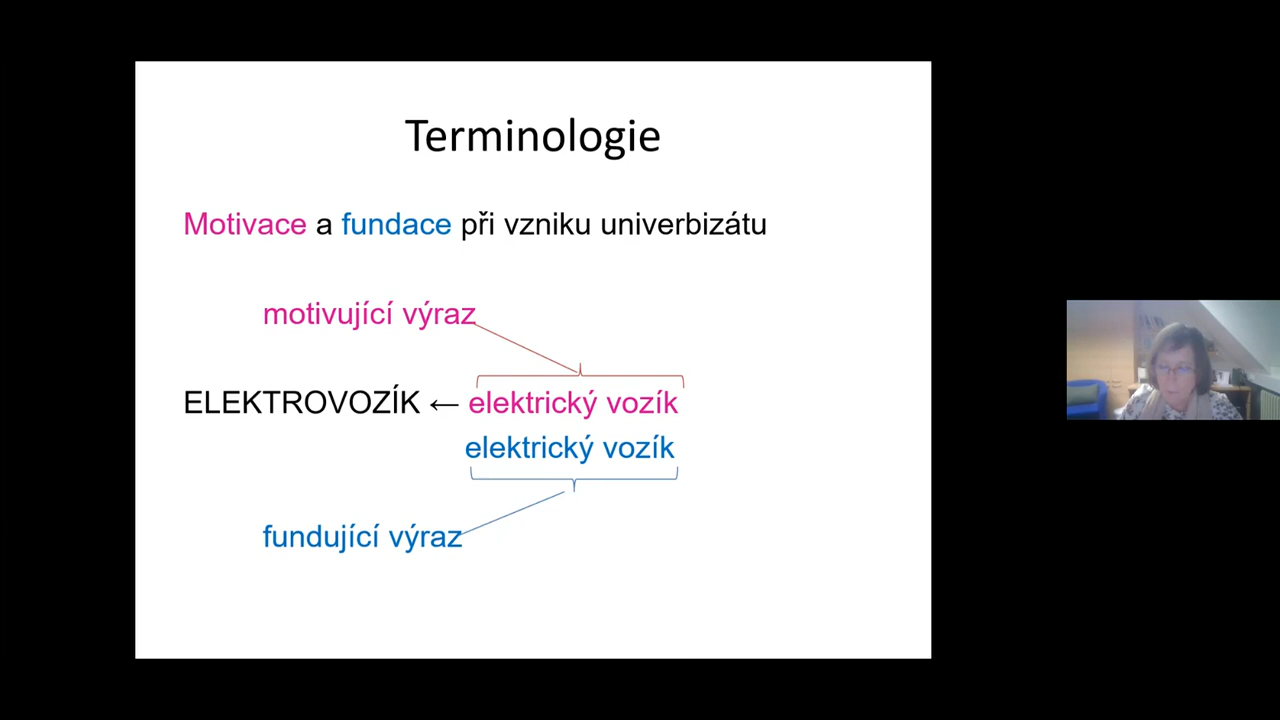 Terminologie
Motivace a fundace při vzniku univerbizátu
motivující výraz
ELEKTROVOZÍK ← elektrický vozík
elektrický vozík
fundující výraz